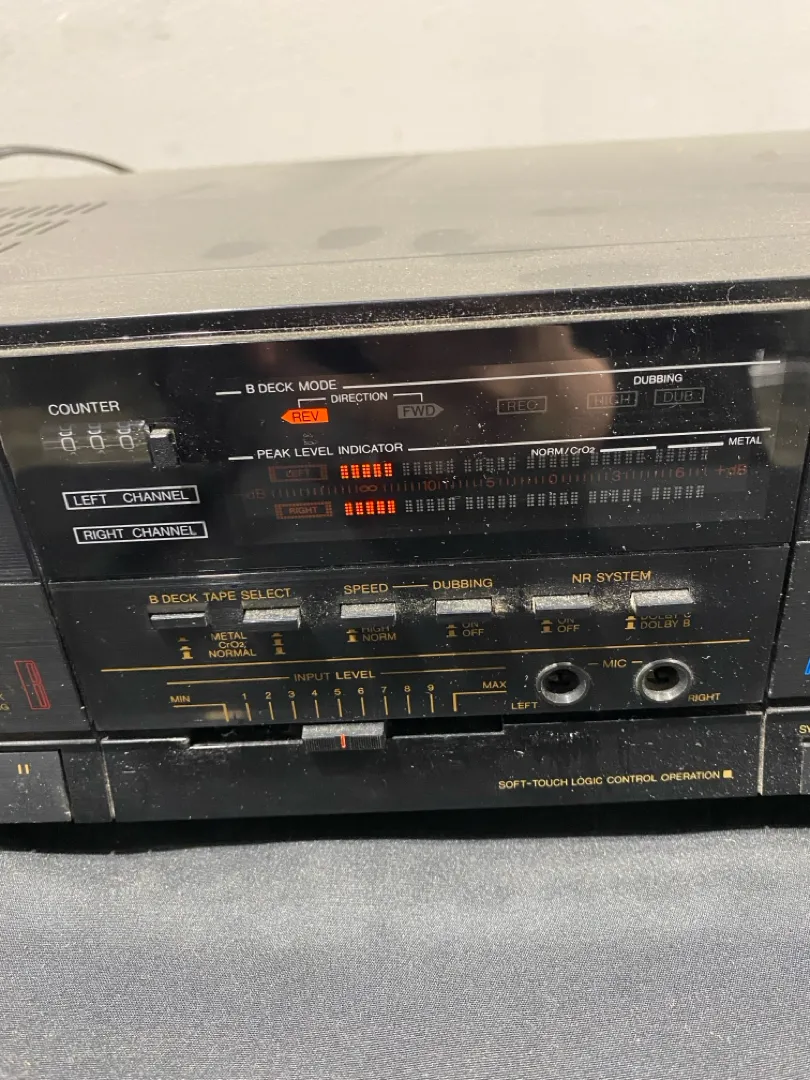 B DECK MODE
DIRECTION
DUBBING
COUNTER
REV
FWD
REC
HIGH
DUB
000
PEAK LEVEL INDICATOR
NORM/CrO2
METAL
LEFT
-dB ∞ 10 5 0 3 6 +dB
RIGHT
LEFT CHANNEL
RIGHT CHANNEL
B DECK TAPE SELECT
SPEED
DUBBING
NR SYSTEM
METAL
CrO2
NORMAL
HIGH
NORM
ON
OFF
ON
OFF
DOLBY C
DOLBY B
INPUT LEVEL
MIN 1 2 3 4 5 6 7 8 9 MAX
MIC
LEFT
RIGHT
SOFT-TOUCH LOGIC CONTROL OPERATION